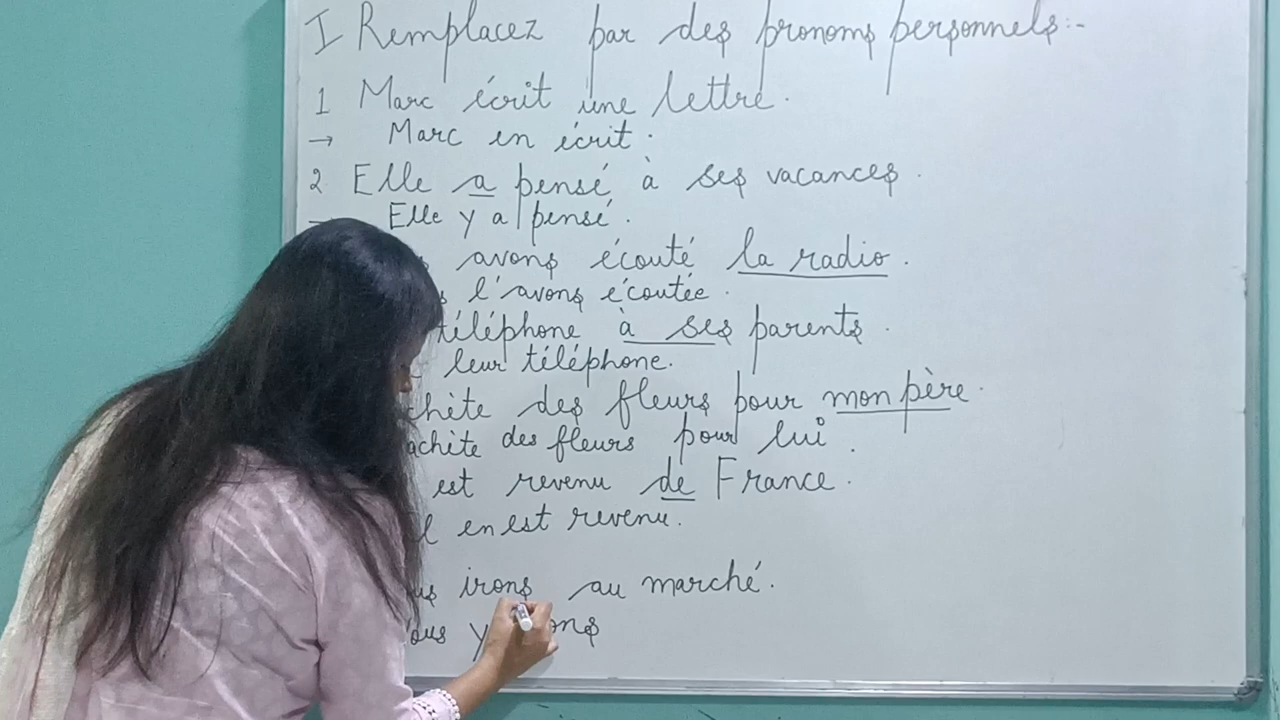 I Remplacez par des pronoms personnels:-
1 Marc écrit une lettre.
→ Marc en écrit.
2 Elle a pensé à ses vacances.
Elle y a pensé.
avons écouté la radio.
l'avons écoutée.
téléphone à ses parents.
leur téléphone.
des fleurs pour mon père.
achète des fleurs pour lui.
est revenu de France.
en est revenu.
irons au marché.
y